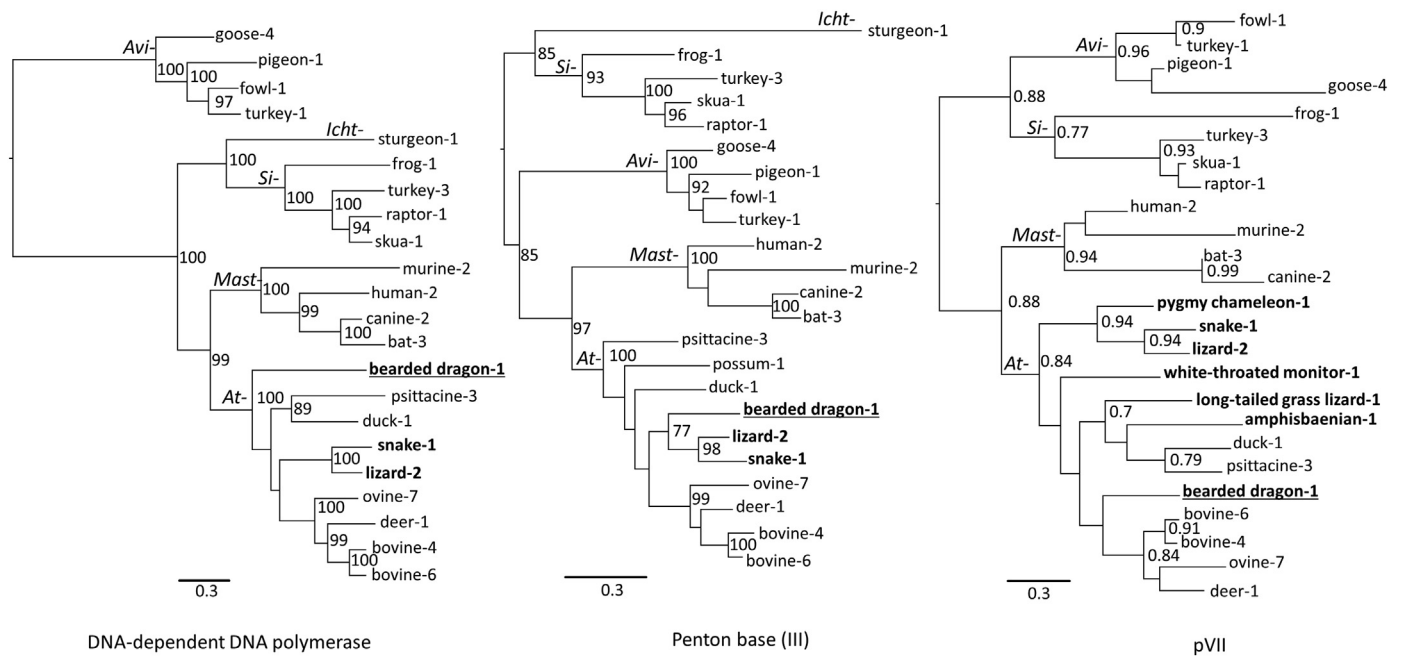 Avi-
goose-4
100
pigeon-1
100
fowl-1
97
turkey-1
Icht-
sturgeon-1
100
frog-1
Si-
100
turkey-3
100
raptor-1
94
skua-1
100
murine-2
Mast-
100
human-2
99
canine-2
100
bat-3
99
bearded dragon-1
At-
100
psittacine-3
89
duck-1
snake-1
100
lizard-2
ovine-7
100
deer-1
99
bovine-4
100
bovine-6
0.3
DNA-dependent DNA polymerase
Icht-
sturgeon-1
85
frog-1
Si-
93
turkey-3
100
skua-1
96
raptor-1
goose-4
Avi-
100
pigeon-1
92
fowl-1
turkey-1
85
human-2
Mast-
100
murine-2
canine-2
100
bat-3
97
psittacine-3
At-
100
possum-1
duck-1
bearded dragon-1
77
lizard-2
98
snake-1
ovine-7
99
deer-1
bovine-4
100
bovine-6
0.3
Penton base (III)
fowl-1
0.9
Avi-
0.96
turkey-1
pigeon-1
goose-4
0.88
frog-1
Si-
0.77
turkey-3
0.93
skua-1
raptor-1
human-2
Mast-
murine-2
0.94
bat-3
0.99
canine-2
0.88
pygmy chameleon-1
0.94
snake-1
0.94
lizard-2
At-
0.84
white-throated monitor-1
long-tailed grass lizard-1
0.7
amphisbaenian-1
duck-1
0.79
psittacine-3
bearded dragon-1
bovine-6
0.91
bovine-4
0.84
ovine-7
deer-1
0.3
pVII